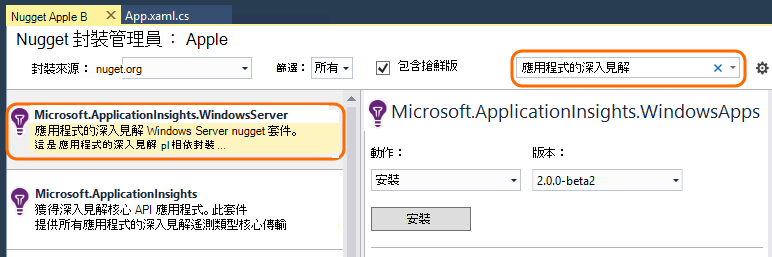 Nugget Apple B
App.xaml.cs
Nugget 封裝管理員： Apple
封裝來源： nuget.org
篩選： 所有
包含搶鮮版
應用程式的深入見解
Microsoft.ApplicationInsights.WindowsServer
應用程式的深入見解 Windows Server nugget 套件。
這是應用程式的深入見解 pl 相依封裝...
Microsoft.ApplicationInsights
獲得深入見解核心 API 應用程式。此套件
提供所有應用程式的深入見解遙測類型核心傳輸
Microsoft.ApplicationInsights.WindowsApps
動作：
版本：
安裝
2.0.0-beta2
安裝